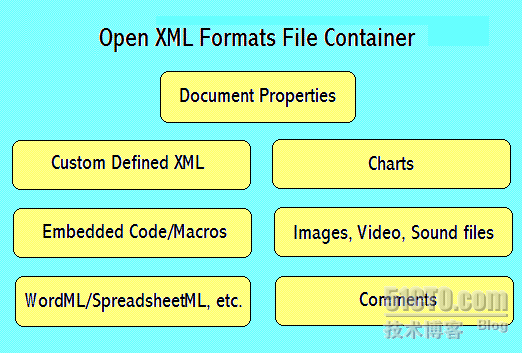 Open XML Formats File Container
Document Properties
Custom Defined XML
Charts
Embedded Code/Macros
Images, Video, Sound files
WordML/SpreadsheetML, etc.
Comments
51CTO.com
技术博客 Blog